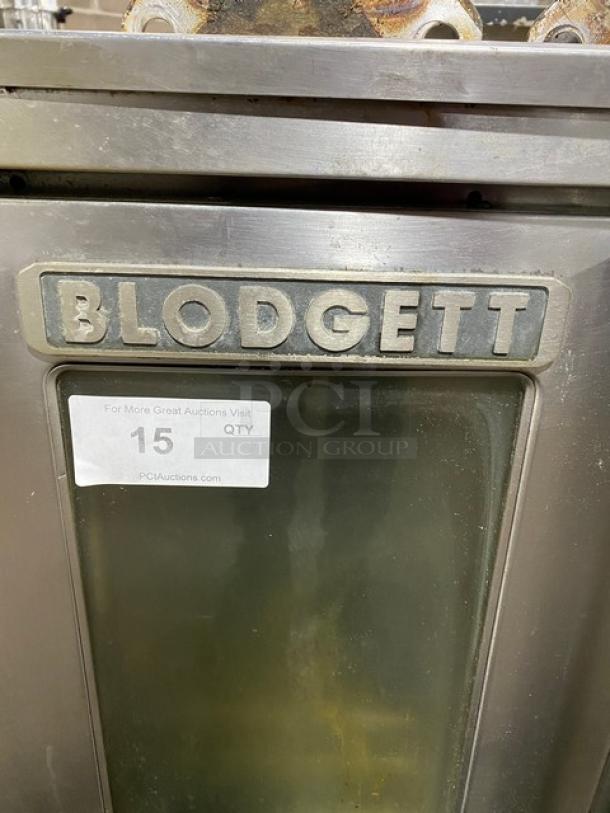 BLODGETT
For More Great Auctions Visit
15 QTY
PCIAuctions.com
PCI
AUCTION GROUP